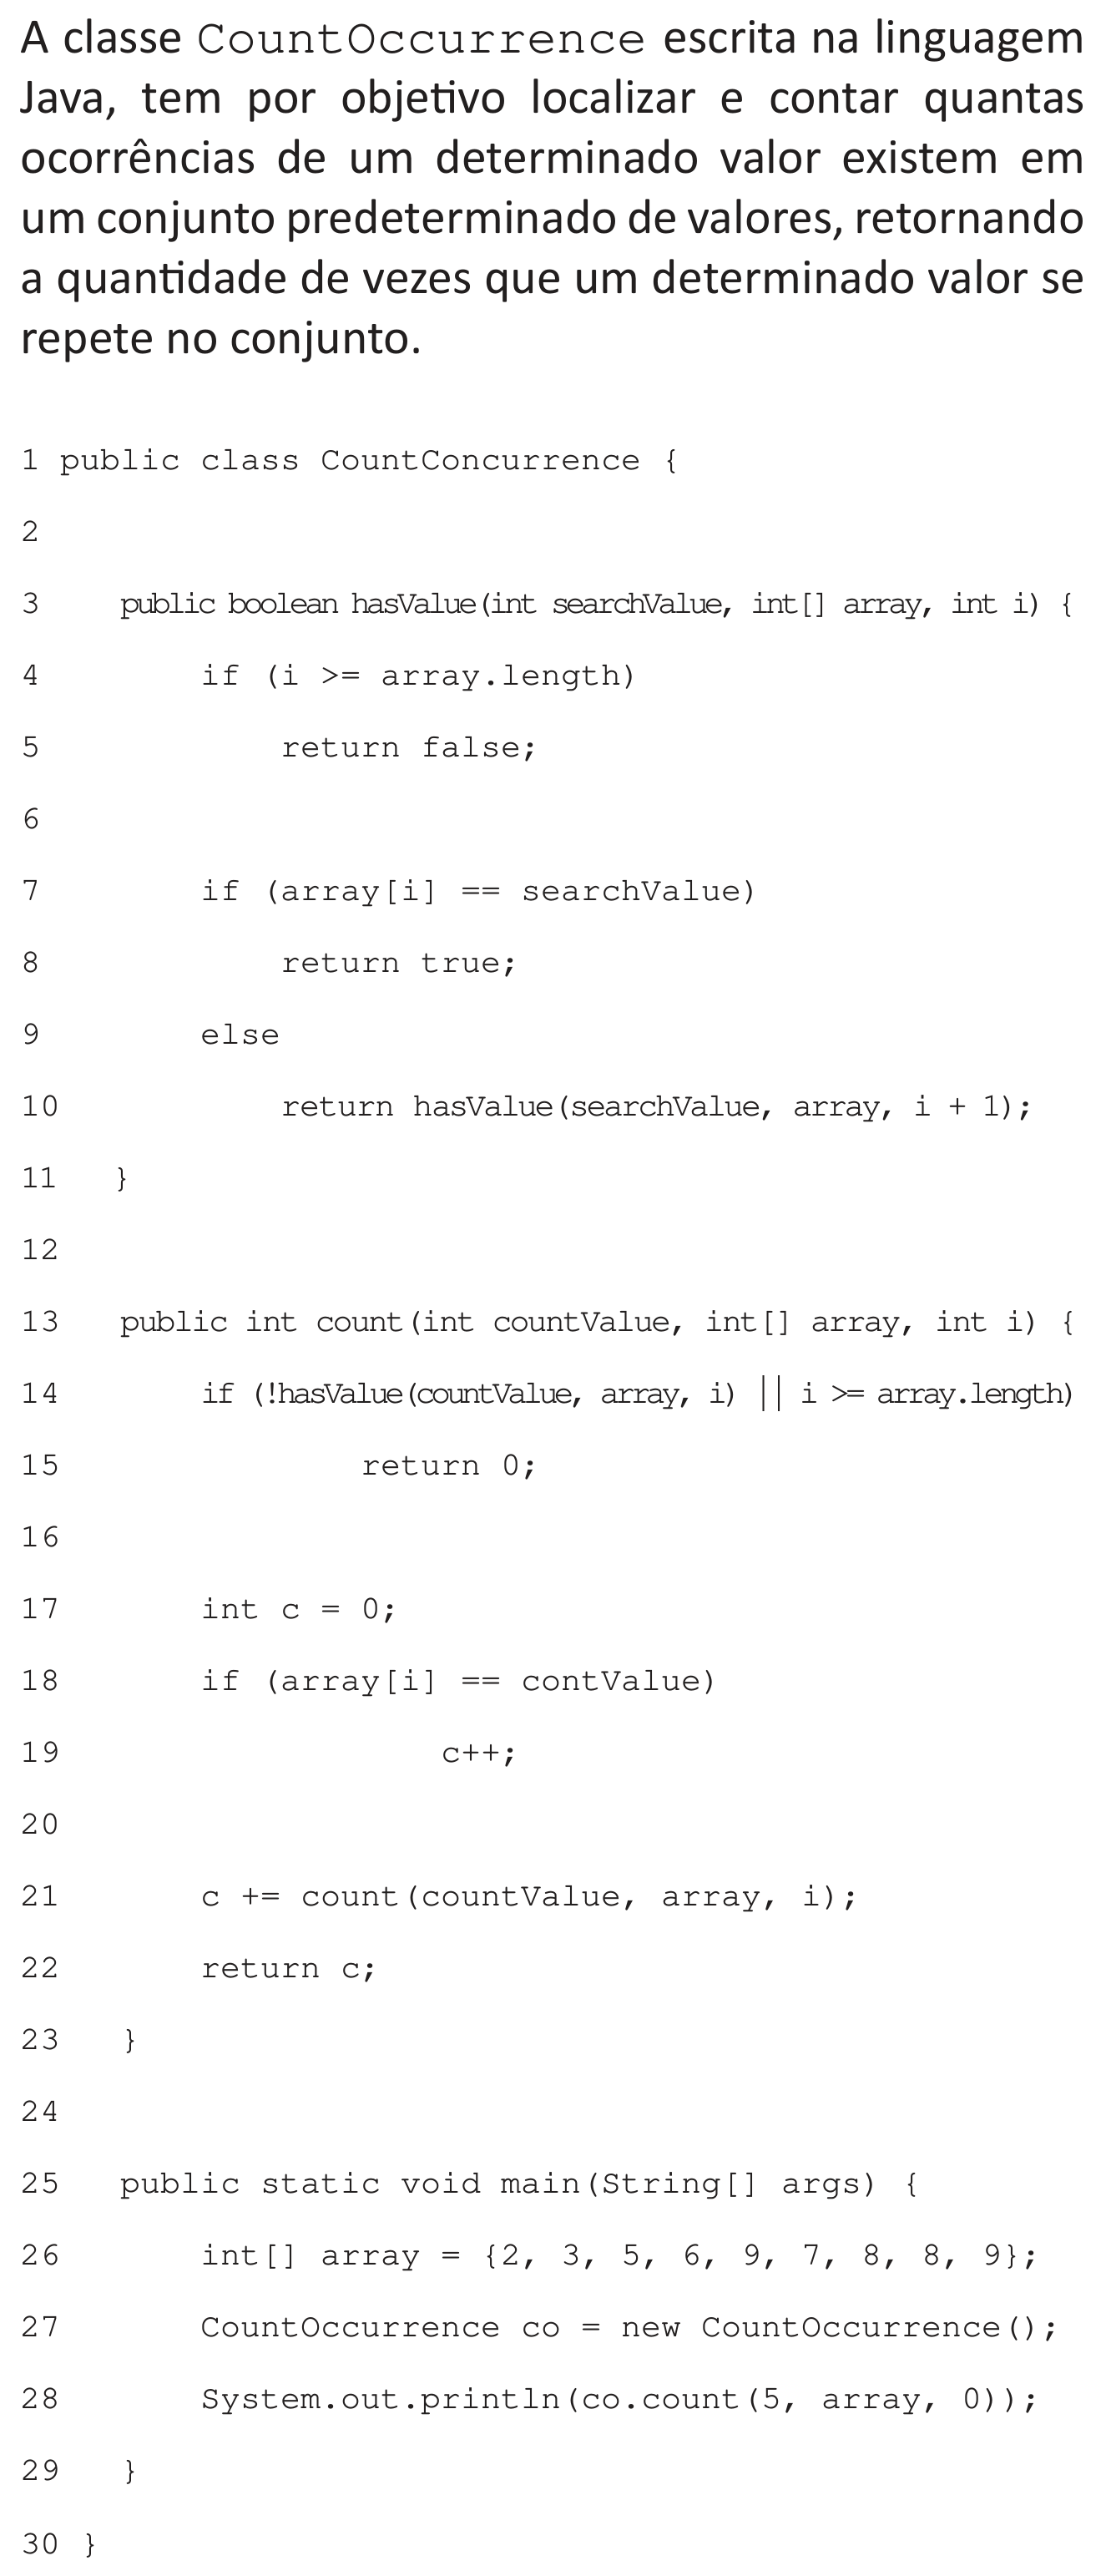 A classe CountOccurrence escrita na linguagem
Java, tem por objetivo localizar e contar quantas
ocorrências de um determinado valor existem em
um conjunto predeterminado de valores, retornando
a quantidade de vezes que um determinado valor se
repete no conjunto.
1 public class CountConcurrence {
2
3 public boolean hasValue(int searchValue, int[] array, int i) {
4 if (i >= array.length)
5 return false;
6
7 if (array[i] == searchValue)
8 return true;
9 else
10 return hasValue(searchValue, array, i + 1);
11 }
12
13 public int count(int countValue, int[] array, int i) {
14 if (!hasValue(countValue, array, i) || i >= array.length)
15 return 0;
16
17 int c = 0;
18 if (array[i] == contValue)
19 c++;
20
21 c += count(countValue, array, i);
22 return c;
23 }
24
25 public static void main(String[] args) {
26 int[] array = {2, 3, 5, 6, 9, 7, 8, 8, 9};
27 CountOccurrence co = new CountOccurrence();
28 System.out.println(co.count(5, array, 0));
29 }
30 }